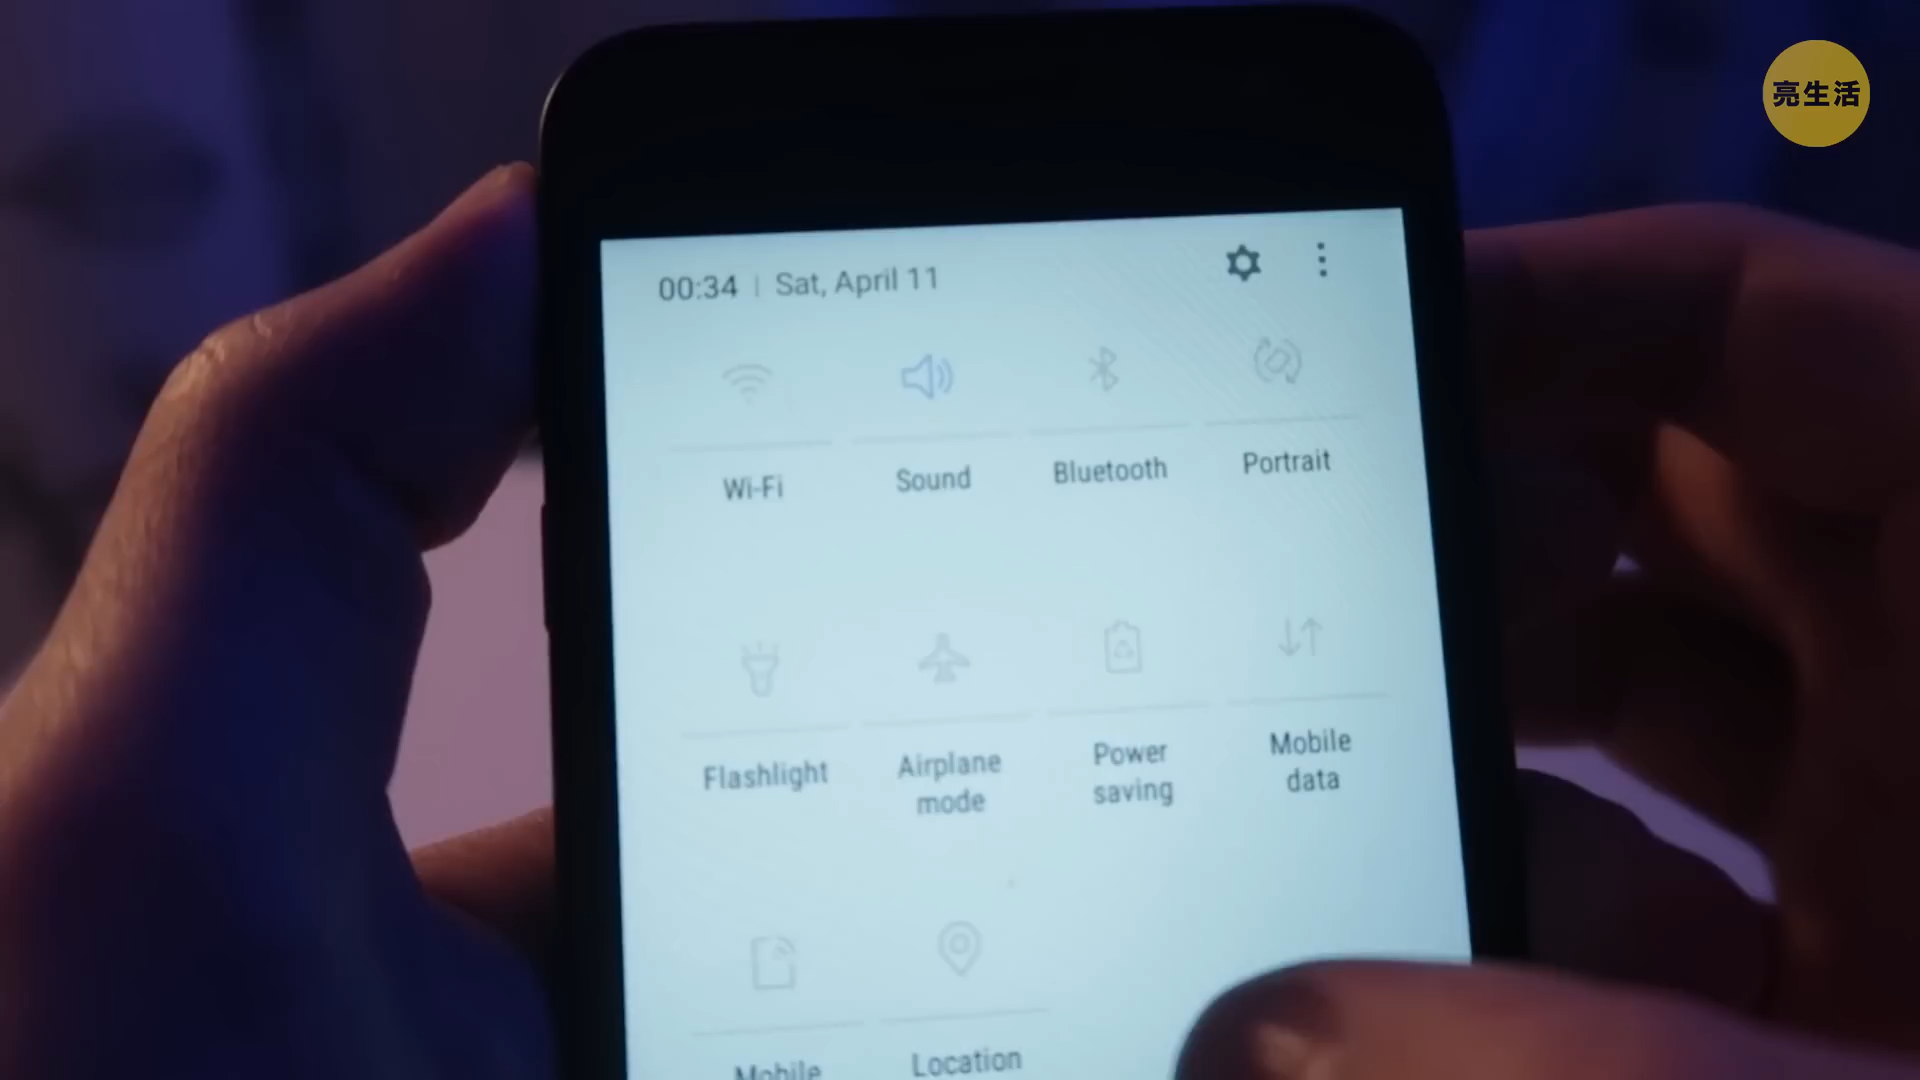 亮生活
00:34 | Sat, April 11
Wi-Fi
Sound
Bluetooth
Portrait
Flashlight
Airplane
mode
Power
saving
Mobile
data
Mobile
Location